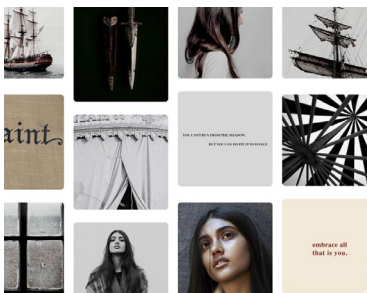 aint.
YOU CAN'T RUN FROM THE SHADOW,
BUT YOU CAN INVITE IT TO DANCE
embrace all
that is you.